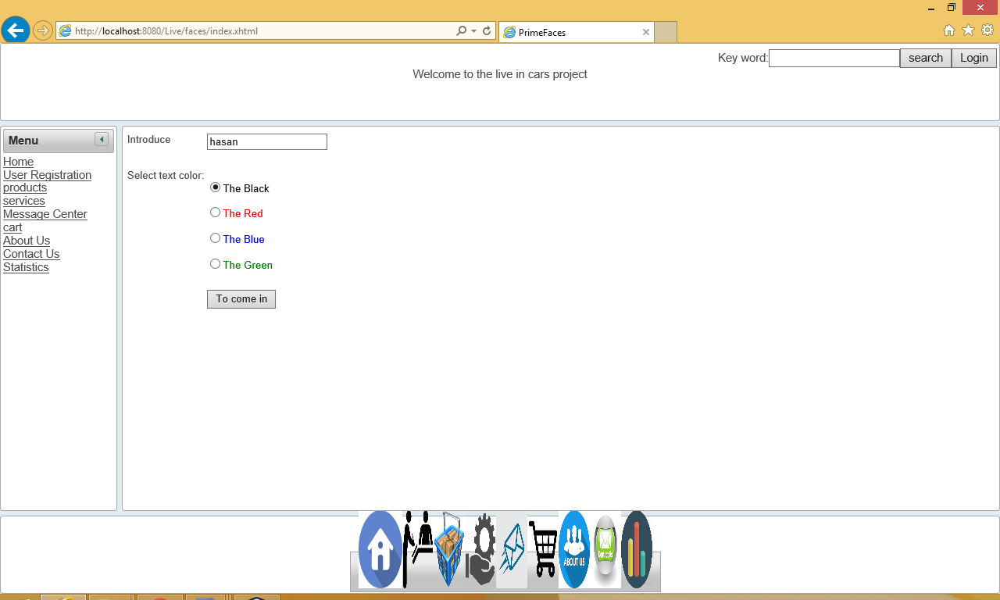 http://localhost:8080/Live/faces/index.xhtml
PrimeFaces
Key word:
search
Login
Welcome to the live in cars project
Menu
Home
User Registration
products
services
Message Center
cart
About Us
Contact Us
Statistics
Introduce
hasan
Select text color:
The Black
The Red
The Blue
The Green
To come in
ABOUT US
Contacts